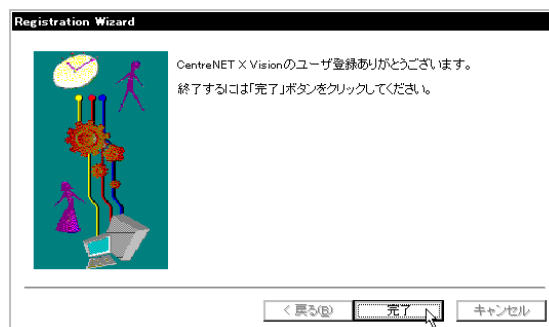 Registration Wizard
CentreNET X Visionのユーザ登録ありがとうございます。
終了するには「完了」ボタンをクリックしてください。
< 戻る(B)
完了
キャンセル